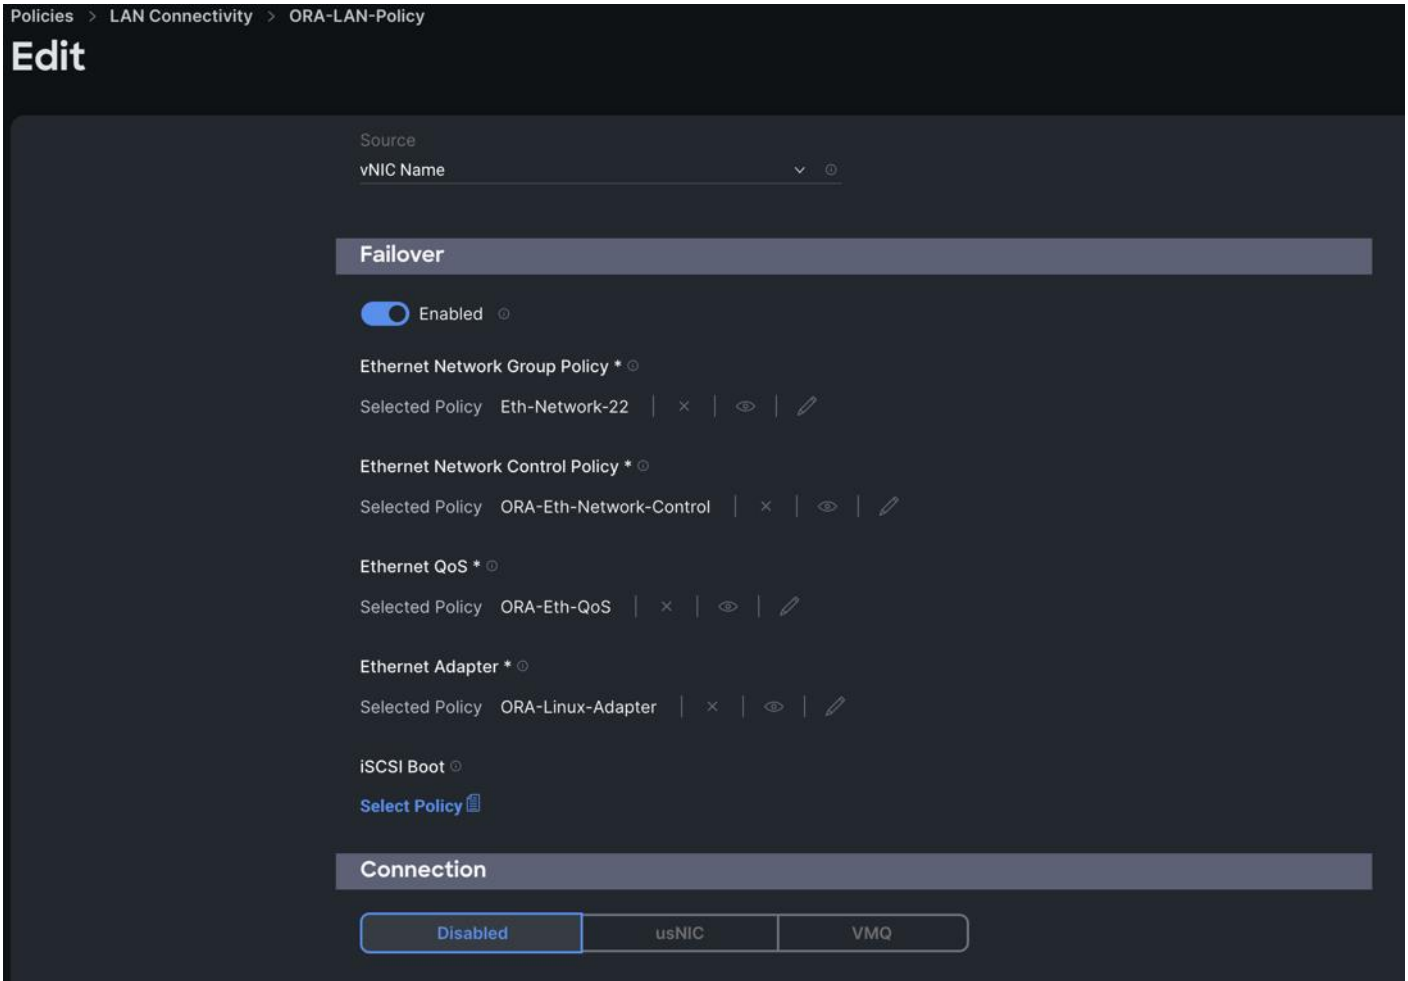 Policies > LAN Connectivity > ORA-LAN-Policy
Edit
Source
vNIC Name
Failover
Enabled
Ethernet Network Group Policy *
Selected Policy Eth-Network-22
Ethernet Network Control Policy *
Selected Policy ORA-Eth-Network-Control
Ethernet QoS *
Selected Policy ORA-Eth-QoS
Ethernet Adapter *
Selected Policy ORA-Linux-Adapter
iSCSI Boot
Select Policy
Connection
Disabled usNIC VMQ